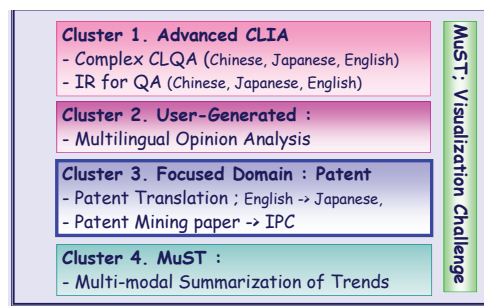 Cluster 1. Advanced CLIA
- Complex CLQA (Chinese, Japanese, English)
- IR for QA (Chinese, Japanese, English)
Cluster 2. User-Generated :
- Multilingual Opinion Analysis
Cluster 3. Focused Domain : Patent
- Patent Translation ; English -> Japanese,
- Patent Mining paper -> IPC
Cluster 4. MuST :
- Multi-modal Summarization of Trends
MuST; Visualization Challenge